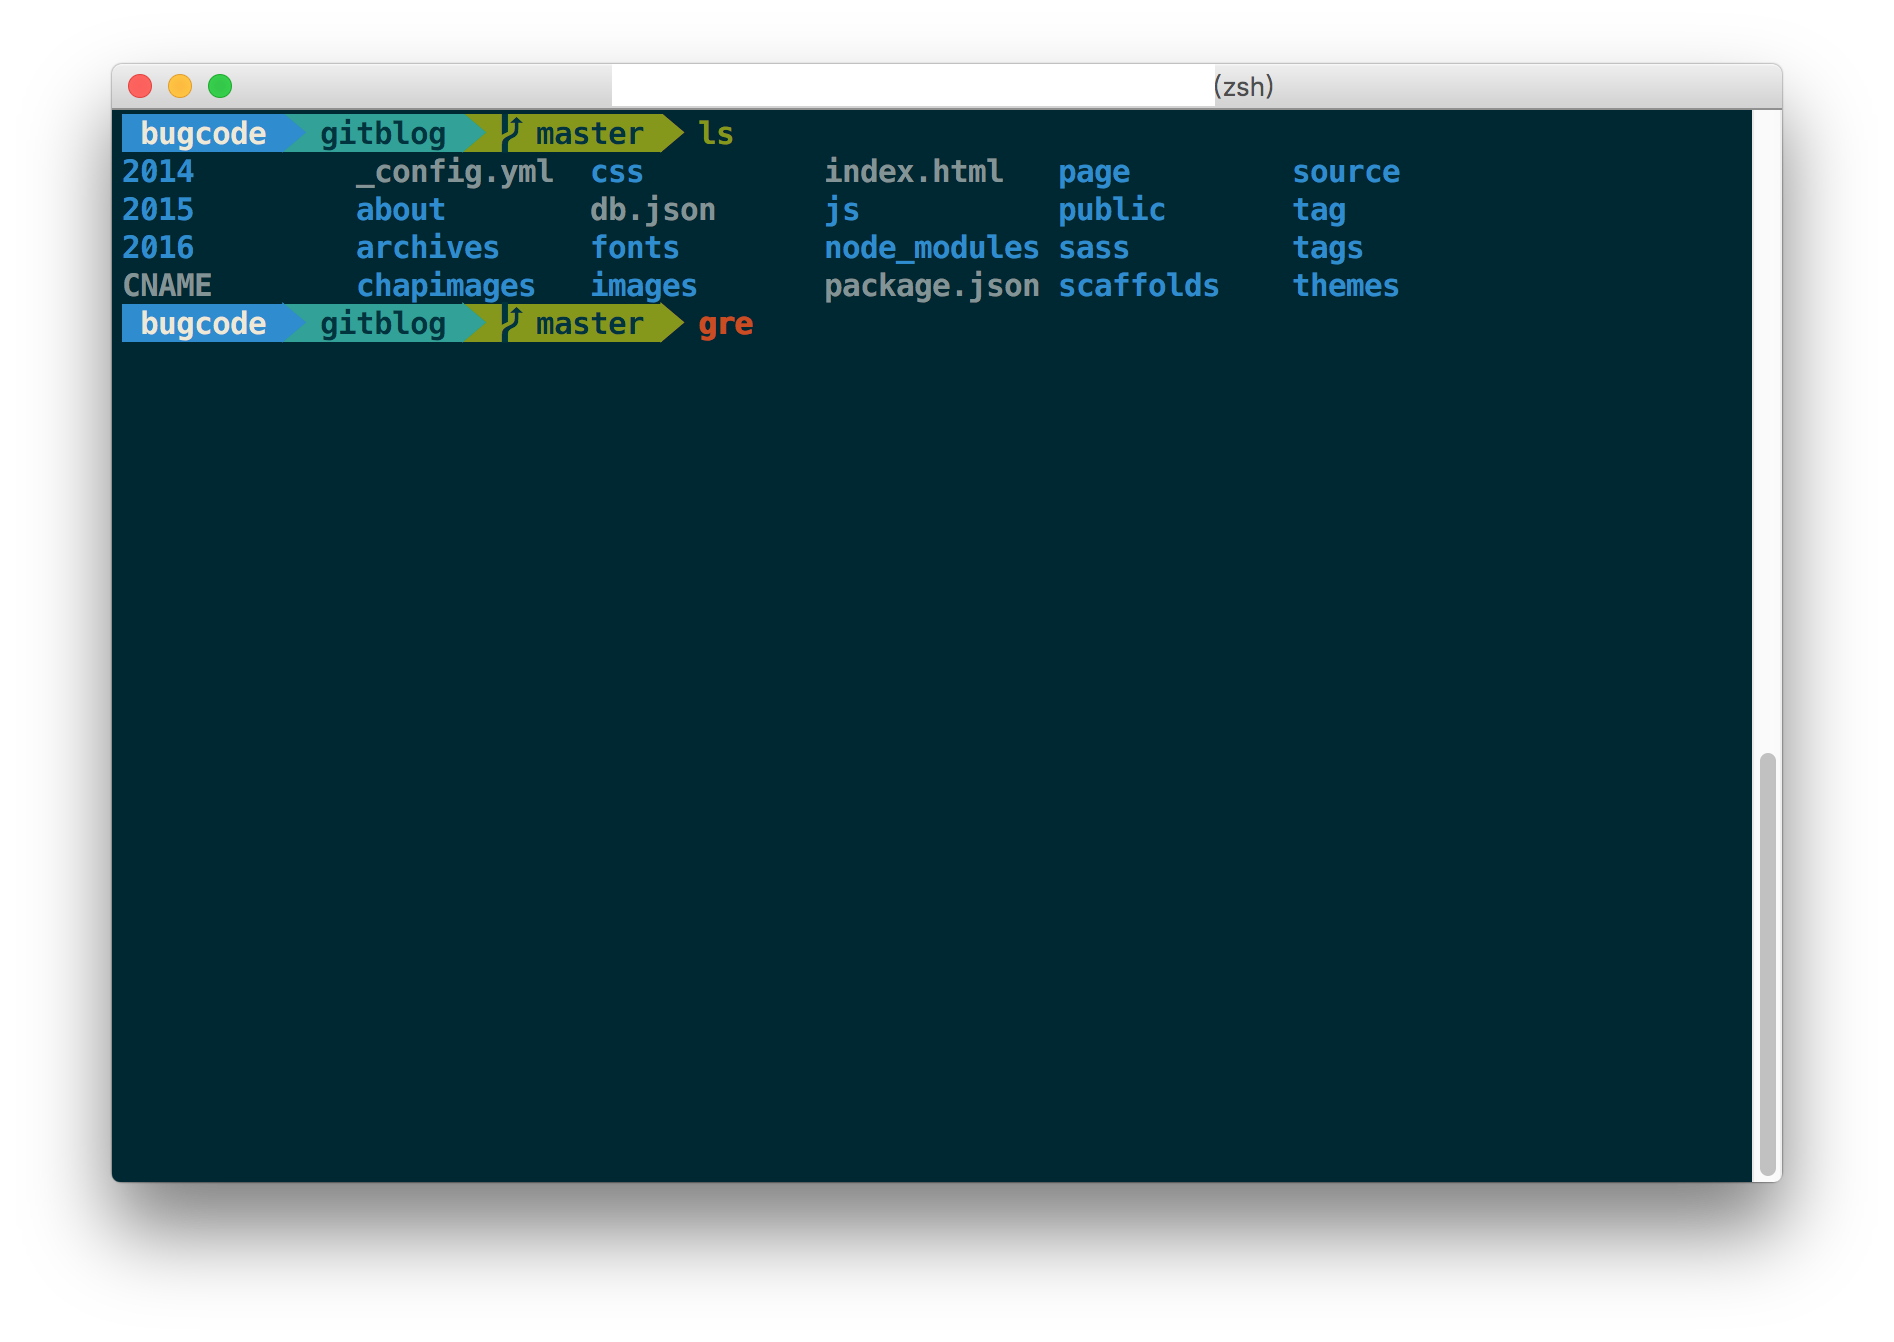 (zsh)
bugcode gitblog master ls
2014 _config.yml css index.html page source
2015 about db.json js public tag
2016 archives fonts node_modules sass tags
CNAME chapimages images package.json scaffolds themes
bugcode gitblog master gre